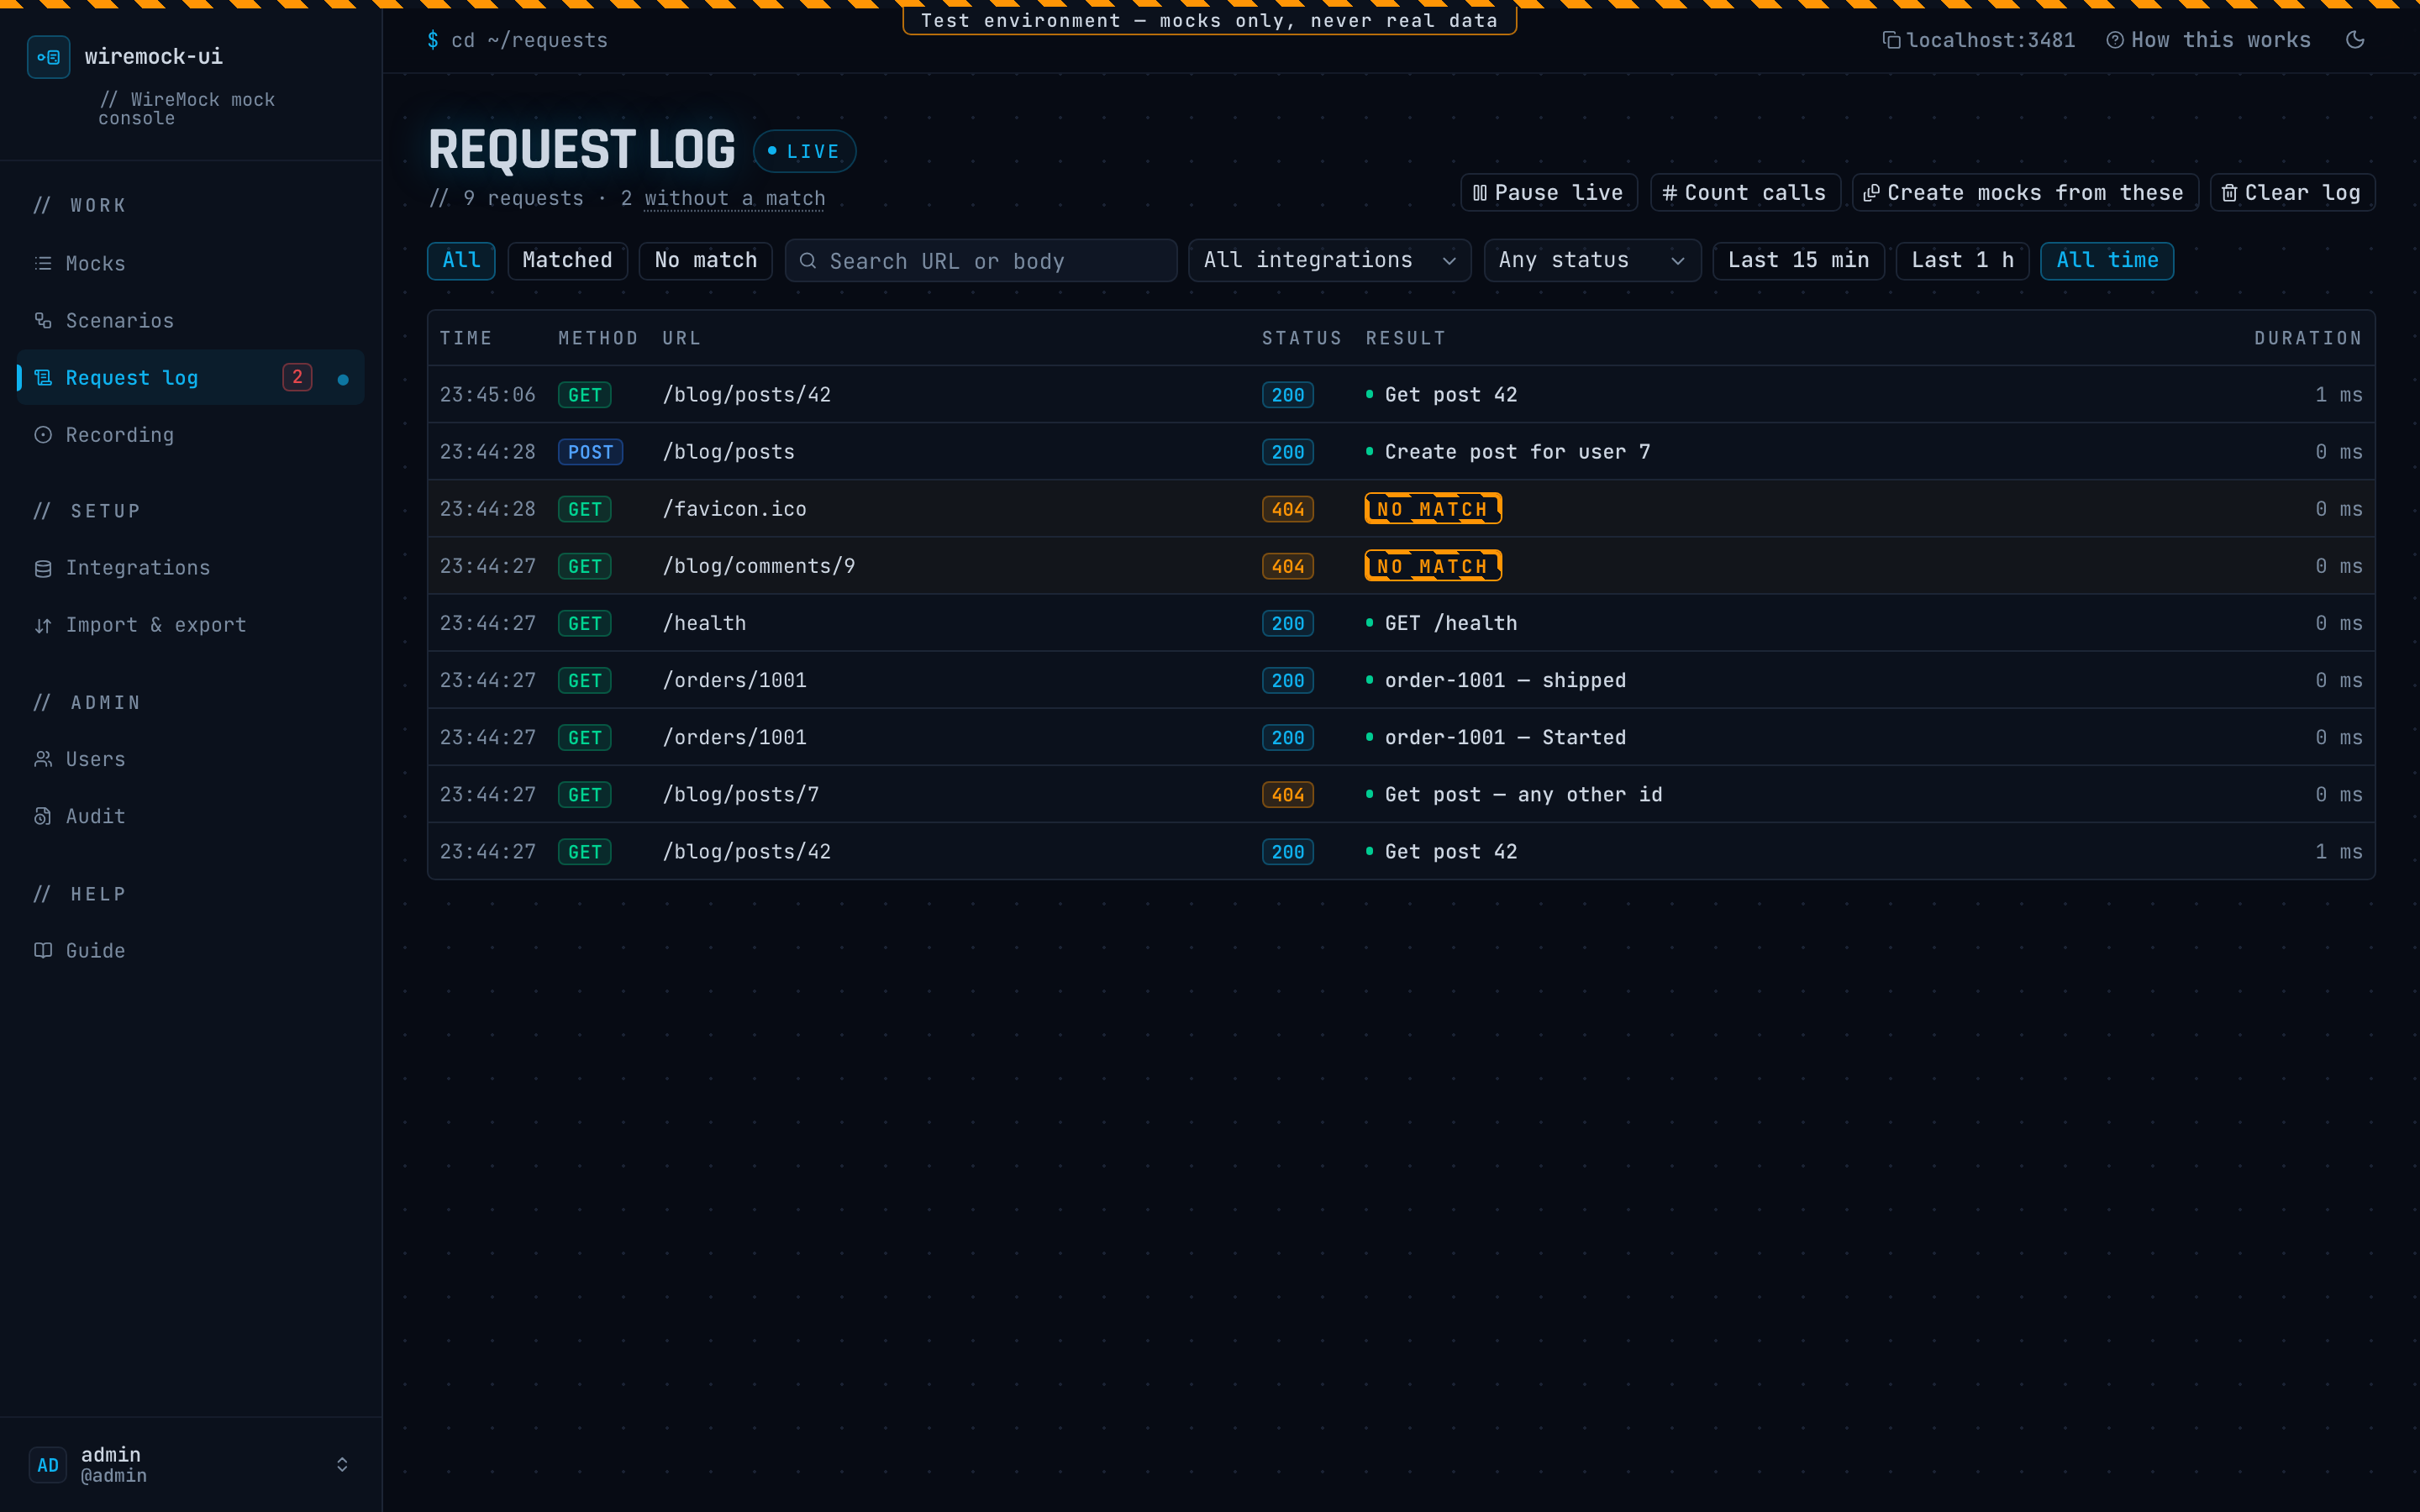 Test environment — mocks only, never real data
wiremock-ui
// WireMock mock
console
$ cd ~/requests
localhost:3481
How this works
// WORK
Mocks
Scenarios
Request log 2
Recording
// SETUP
Integrations
Import & export
// ADMIN
Users
Audit
// HELP
Guide
AD
admin
@admin
REQUEST LOG
LIVE
// 9 requests · 2 without a match
Pause live
Count calls
Create mocks from these
Clear log
All
Matched
No match
Search URL or body
All integrations
Any status
Last 15 min
Last 1 h
All time
TIME METHOD URL STATUS RESULT DURATION
23:45:06 GET /blog/posts/42 200 Get post 42 1 ms
23:44:28 POST /blog/posts 200 Create post for user 7 0 ms
23:44:28 GET /favicon.ico 404 NO MATCH 0 ms
23:44:27 GET /blog/comments/9 404 NO MATCH 0 ms
23:44:27 GET /health 200 GET /health 0 ms
23:44:27 GET /orders/1001 200 order-1001 — shipped 0 ms
23:44:27 GET /orders/1001 200 order-1001 — Started 0 ms
23:44:27 GET /blog/posts/7 404 Get post — any other id 0 ms
23:44:27 GET /blog/posts/42 200 Get post 42 1 ms